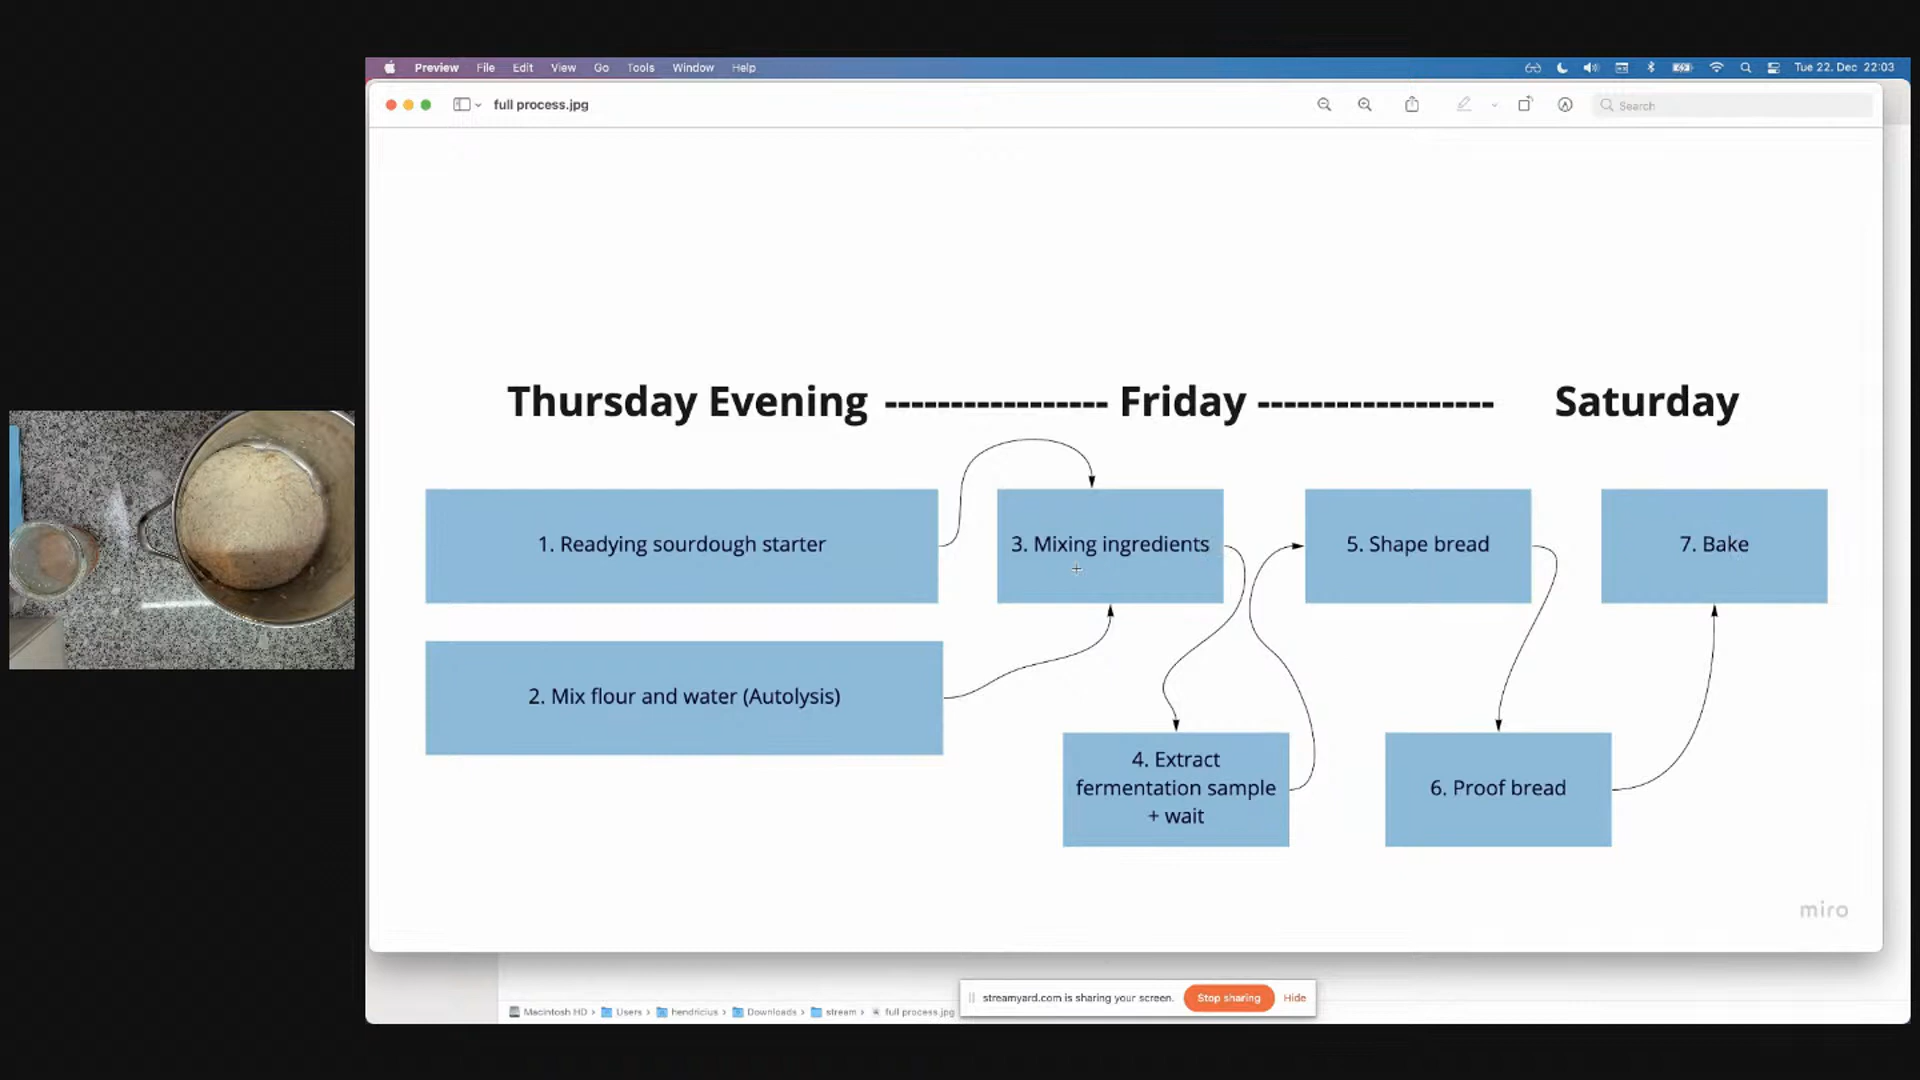 Preview File Edit View Go Tools Window Help
Tue 22. Dec 22:03
full process.jpg
Search
Thursday Evening ----------------- Friday ------------------ Saturday
1. Readying sourdough starter
3. Mixing ingredients
5. Shape bread
7. Bake
2. Mix flour and water (Autolysis)
4. Extract
fermentation sample
+ wait
6. Proof bread
miro
streamyard.com is sharing your screen.
Stop sharing
Hide
Macintosh HD › Users › hendricius › Downloads › stream › full process.jpg